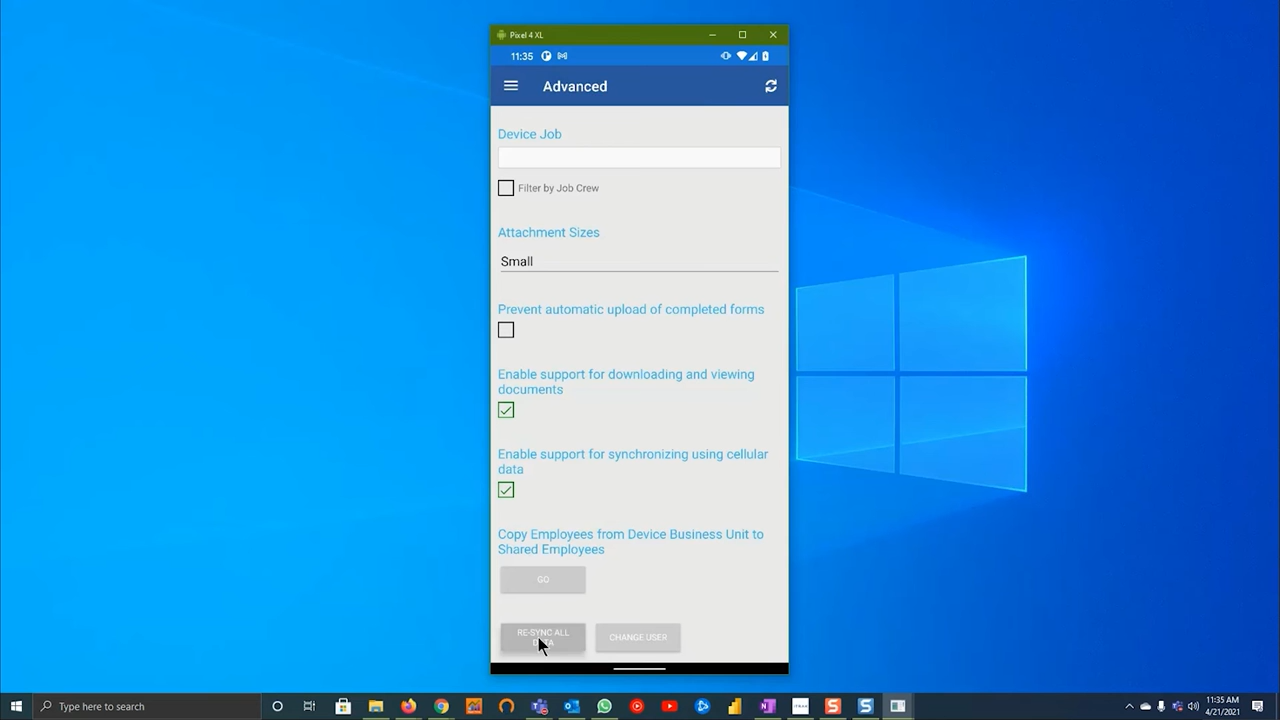 Pixel 4 XL
11:35
Advanced
Device Job
Filter by Job Crew
Attachment Sizes
Small
Prevent automatic upload of completed forms
Enable support for downloading and viewing
documents
Enable support for synchronizing using cellular
data
Copy Employees from Device Business Unit to
Shared Employees
GO
RE-SYNC ALL
DATA
CHANGE USER
Type here to search
11:35 AM
4/21/2021